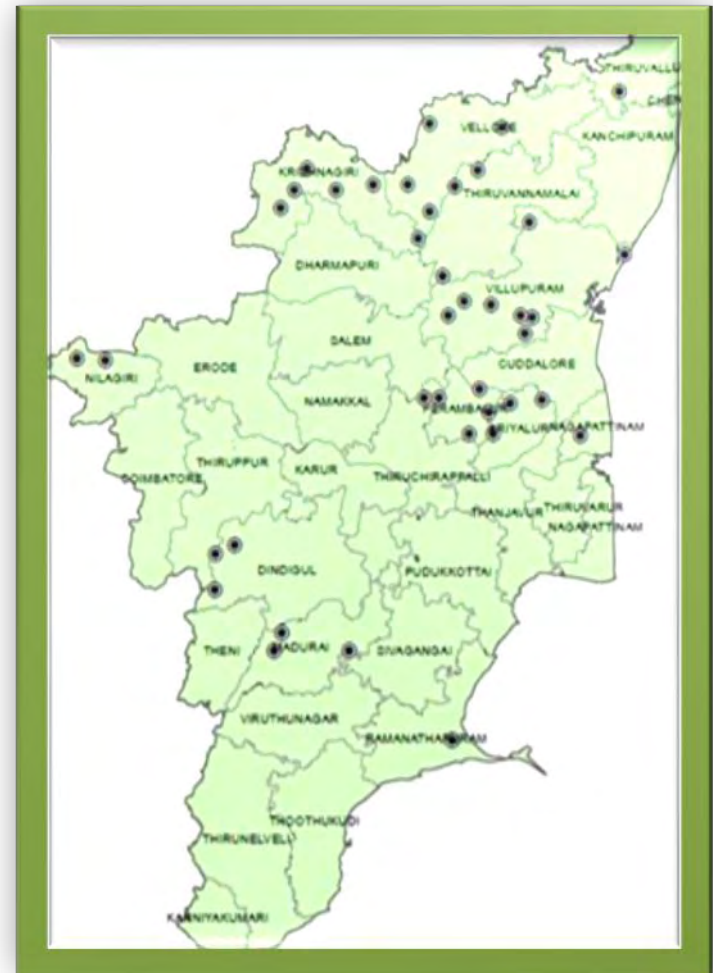 THIRUVALLU
CHEN
VELLORE
KANCHIPURAM
KRISHNAGIRI
THIRUVANNAMALAI
DHARMAPURI
VILLUPURAM
SALEM
CUDDALORE
ERODE
NILAGIRI
NAMAKKAL
PERAMBALUR
ARIYALUR
NAGAPATTINAM
THIRUPPUR
KARUR
COIMBATORE
THIRUCHIRAPPALLI
THANJAVUR
THIRUVARUR
NAGAPATTINAM
DINDIGUL
PUDUKKOTTAI
THENI
MADURAI
SIVAGANGAI
VIRUTHUNAGAR
RAMANATHAPURAM
THOOTHUKUDI
THIRUNELVELI
KANNIYAKUMARI